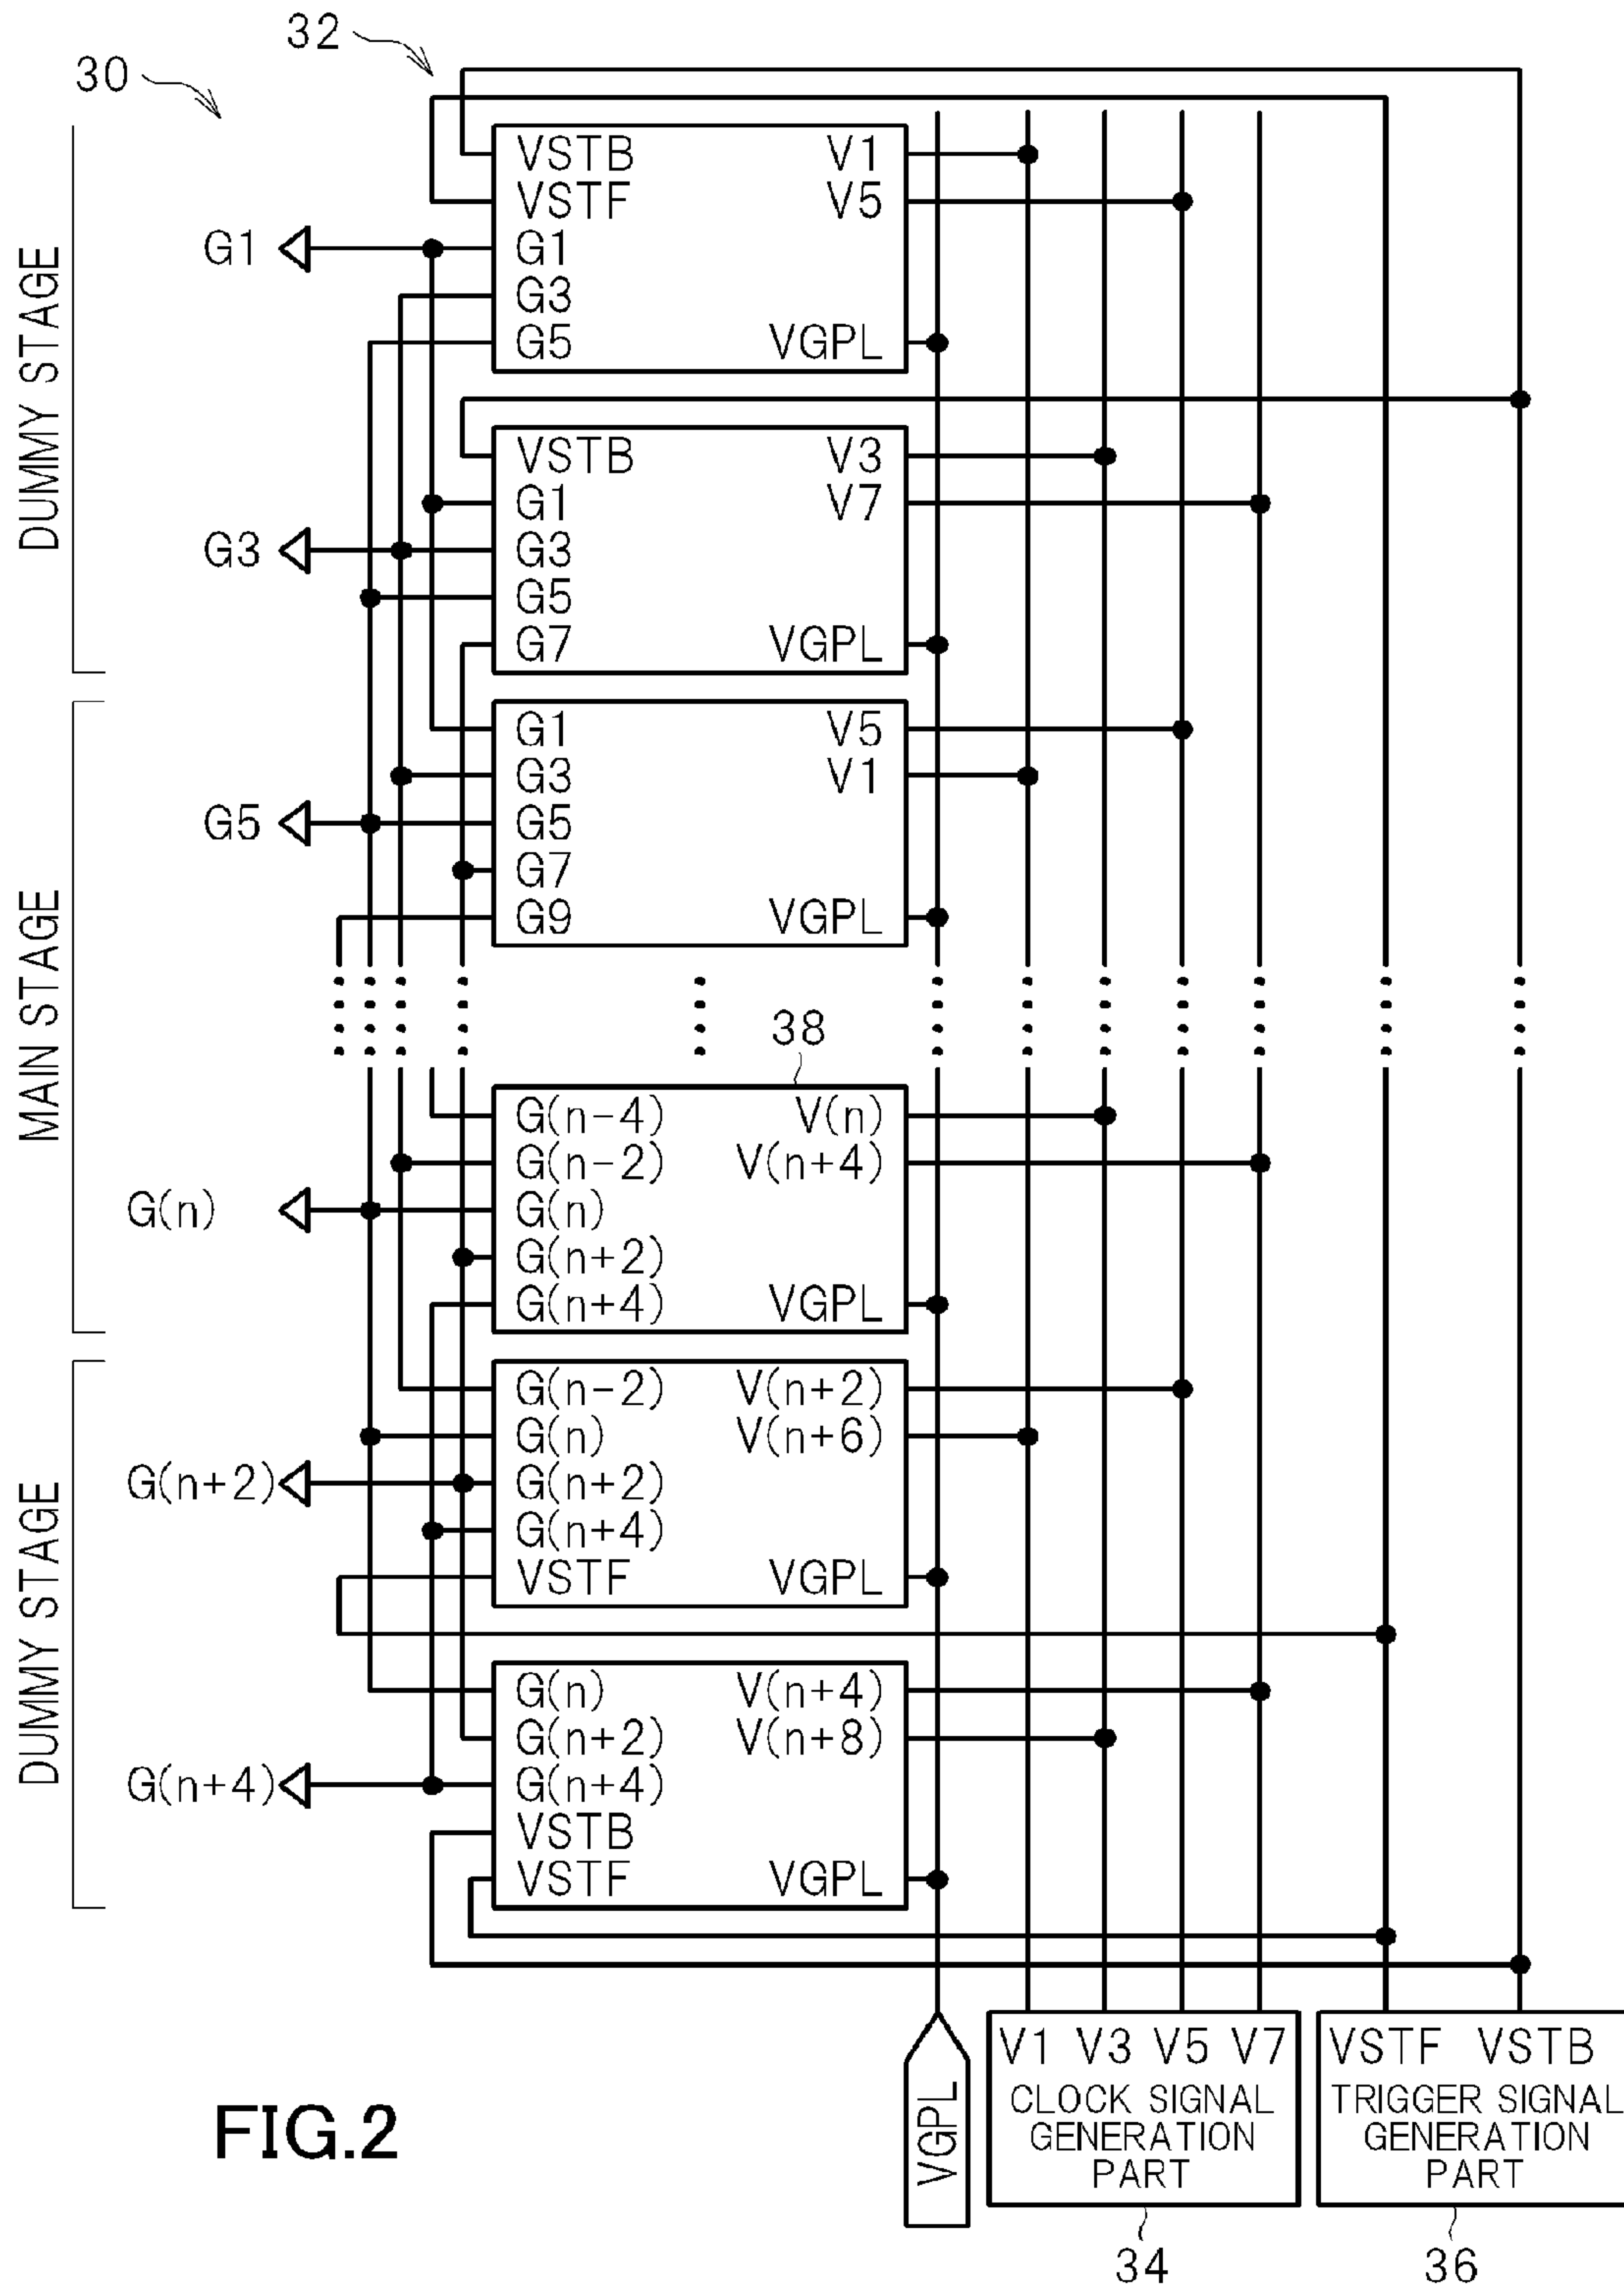 32
30
DUMMY STAGE
G1
VSTB V1
VSTF V5
G1
G3
G5 VGPL
G3
VSTB V3
G1 V7
G3
G5
G7 VGPL
MAIN STAGE
G5
G1 V5
G3 V1
G5
G7
G9 VGPL
38
G(n)
G(n-4) V(n)
G(n-2) V(n+4)
G(n)
G(n+2)
G(n+4) VGPL
DUMMY STAGE
G(n+2)
G(n-2) V(n+2)
G(n) V(n+6)
G(n+2)
G(n+4)
VSTF VGPL
G(n+4)
G(n) V(n+4)
G(n+2) V(n+8)
G(n+4)
VSTB
VSTF VGPL
VGPL
V1 V3 V5 V7
CLOCK SIGNAL
GENERATION
PART
34
VSTF VSTB
TRIGGER SIGNAL
GENERATION
PART
36
FIG.2